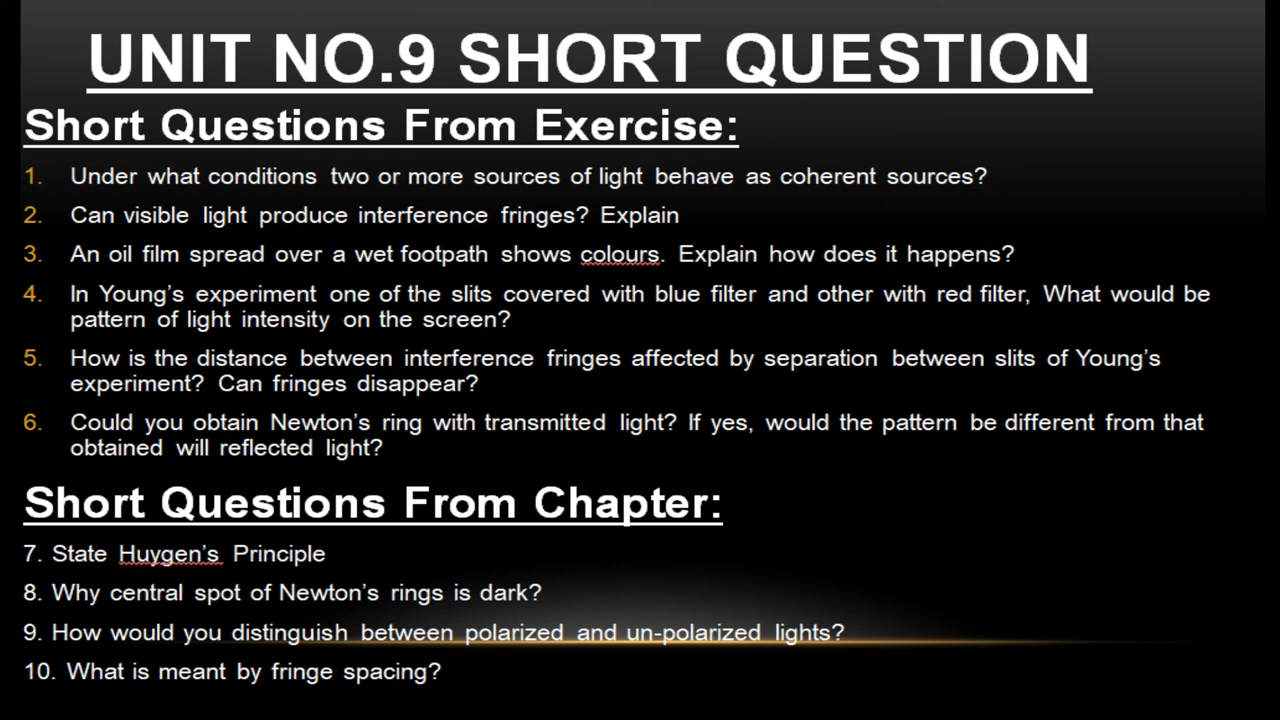 UNIT NO.9 SHORT QUESTION
Short Questions From Exercise:
1. Under what conditions two or more sources of light behave as coherent sources?
2. Can visible light produce interference fringes? Explain
3. An oil film spread over a wet footpath shows colours. Explain how does it happens?
4. In Young's experiment one of the slits covered with blue filter and other with red filter, What would be
pattern of light intensity on the screen?
5. How is the distance between interference fringes affected by separation between slits of Young's
experiment? Can fringes disappear?
6. Could you obtain Newton's ring with transmitted light? If yes, would the pattern be different from that
obtained will reflected light?
Short Questions From Chapter:
7. State Huygen's Principle
8. Why central spot of Newton's rings is dark?
9. How would you distinguish between polarized and un-polarized lights?
10. What is meant by fringe spacing?